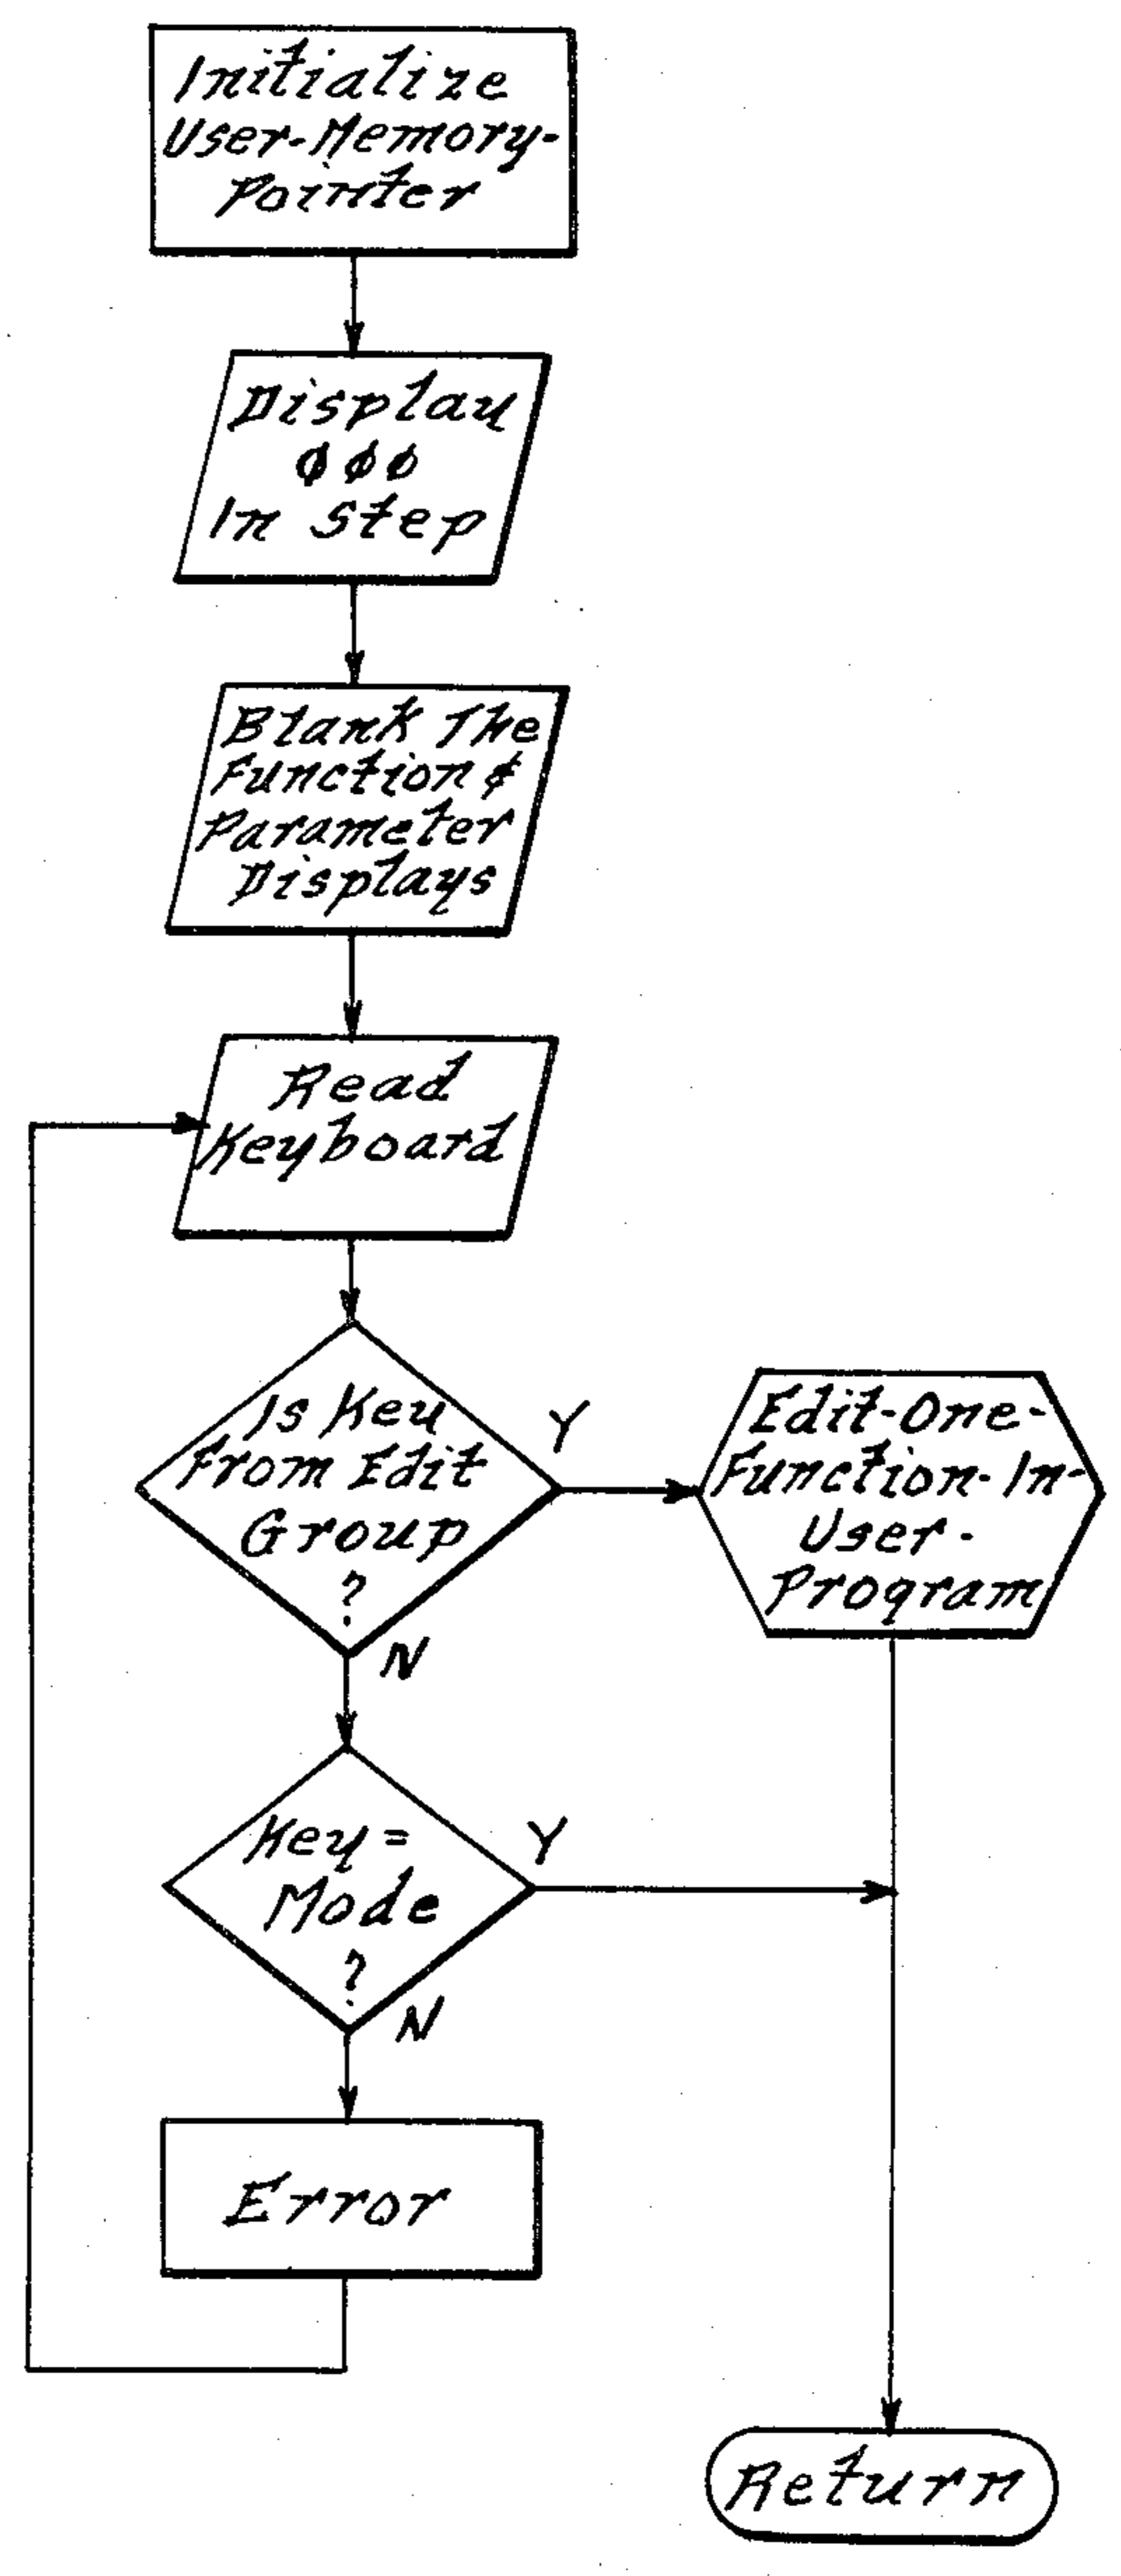 Initialize
User-Memory-
Pointer
Display
000
In step
Blank The
Function &
Parameter
Displays
Read
Keyboard
Is Key
From Edit
Group
?
Y
Edit-One-
Function-In-
User-
Program
N
Key=
Mode
?
Y
N
Error
Return